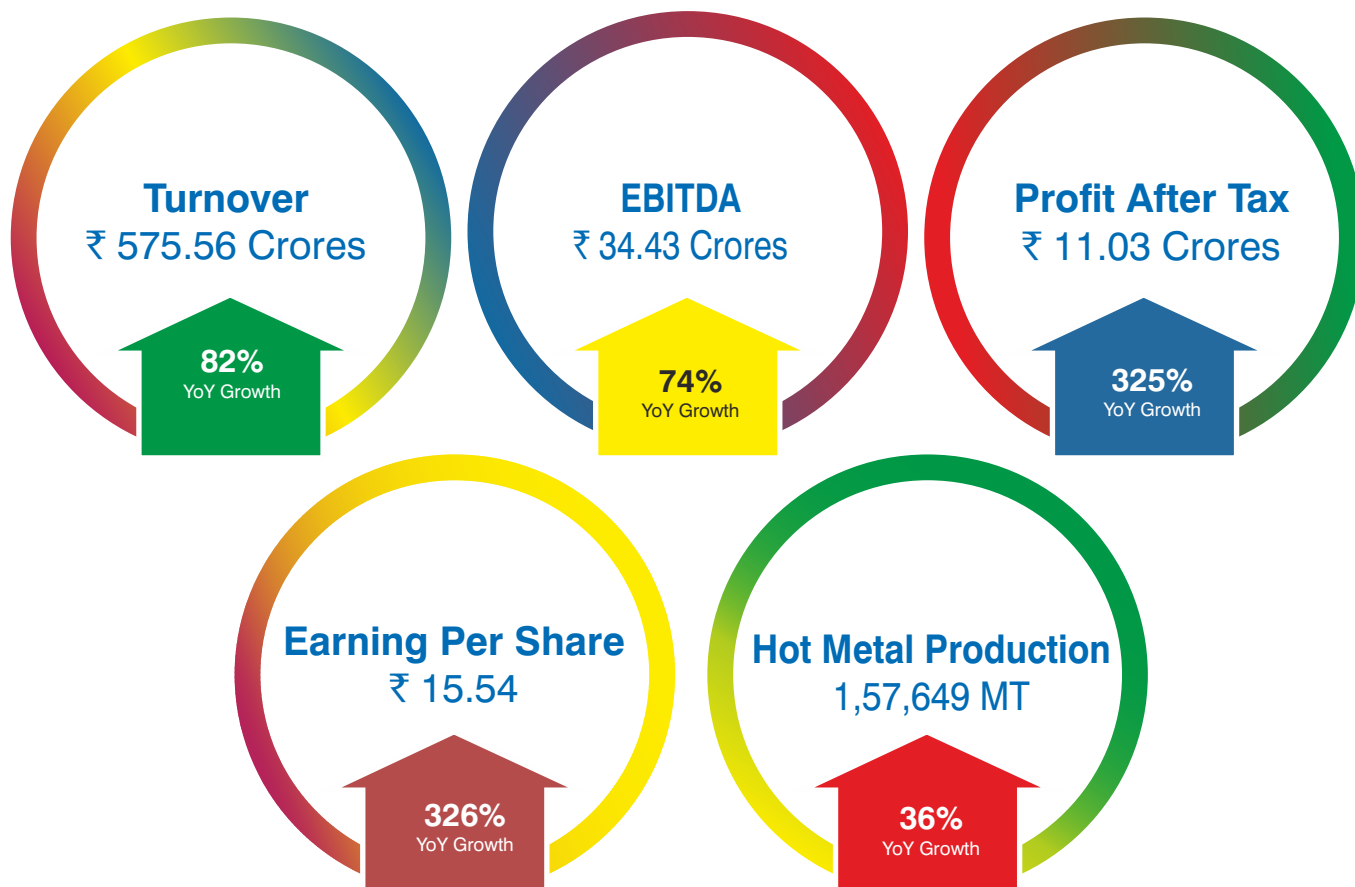 Turnover
₹ 575.56 Crores
82%
YoY Growth
EBITDA
₹ 34.43 Crores
74%
YoY Growth
Profit After Tax
₹ 11.03 Crores
325%
YoY Growth
Earning Per Share
₹ 15.54
326%
YoY Growth
Hot Metal Production
1,57,649 MT
36%
YoY Growth